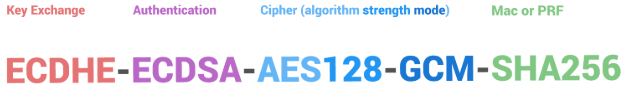 Key Exchange Authentication Cipher (algorithm strength mode) Mac or PRF
ECDHE-ECDSA-AES128-GCM-SHA256